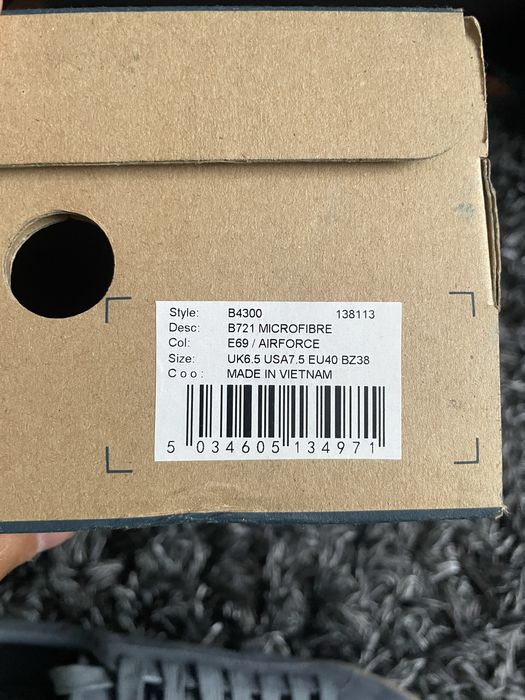 Style: B4300 138113
Desc: B721 MICROFIBRE
Col: E69 / AIRFORCE
Size: UK6.5 USA7.5 EU40 BZ38
Coo: MADE IN VIETNAM
5 034605 134971